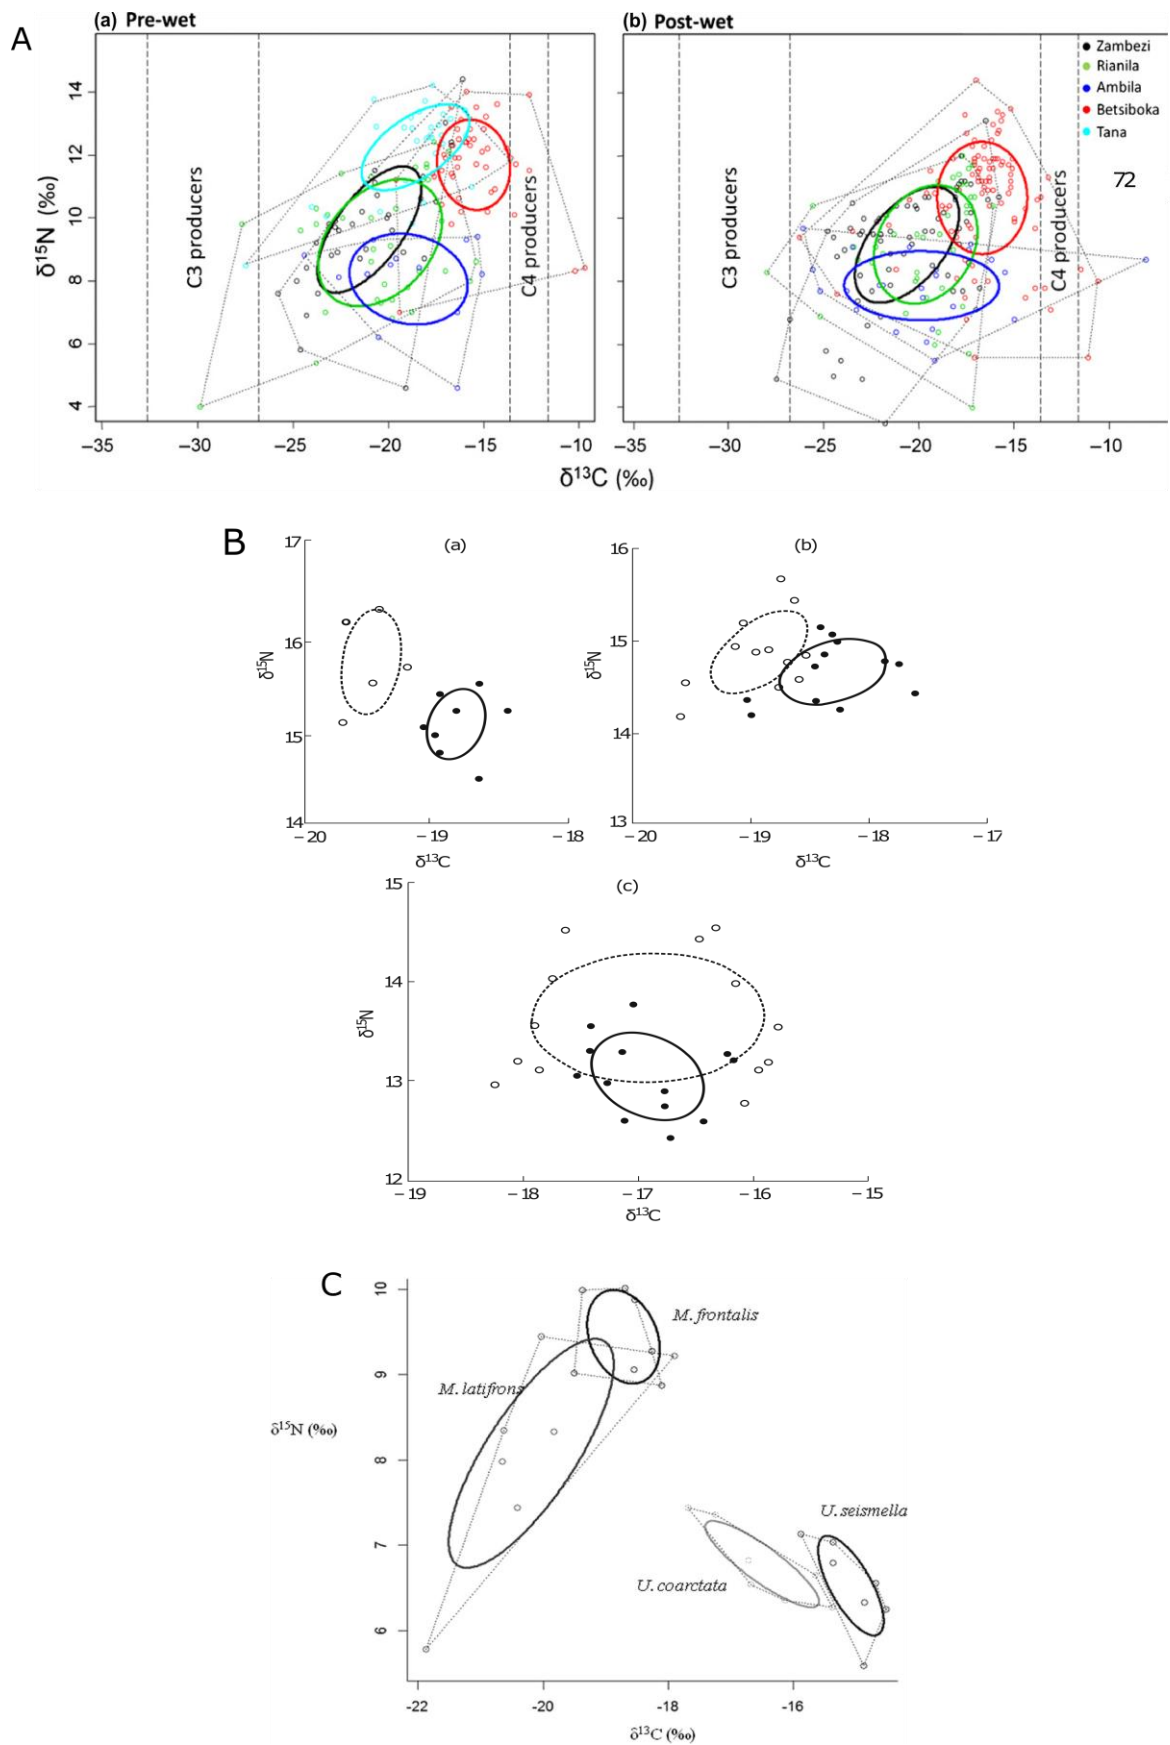 A
(a) Pre-wet
(b) Post-wet
Zambezi
Rianila
Ambila
Betsiboka
Tana
72
14
12
10
8
6
4
δ15N (‰)
C3 producers
C4 producers
C3 producers
C4 producers
−35 −30 −25 −20 −15 −10
−35 −30 −25 −20 −15 −10
δ13C (‰)
B
(a)
17
16
15
14
δ15N
−20 −19 −18
δ13C
(b)
16
15
14
13
δ15N
−20 −19 −18 −17
δ13C
(c)
15
14
13
12
δ15N
−19 −18 −17 −16 −15
δ13C
C
10
9
8
7
6
δ15N (‰)
M. frontalis
M. latifrons
U. seismella
U. coarctata
-22 -20 -18 -16
δ13C (‰)